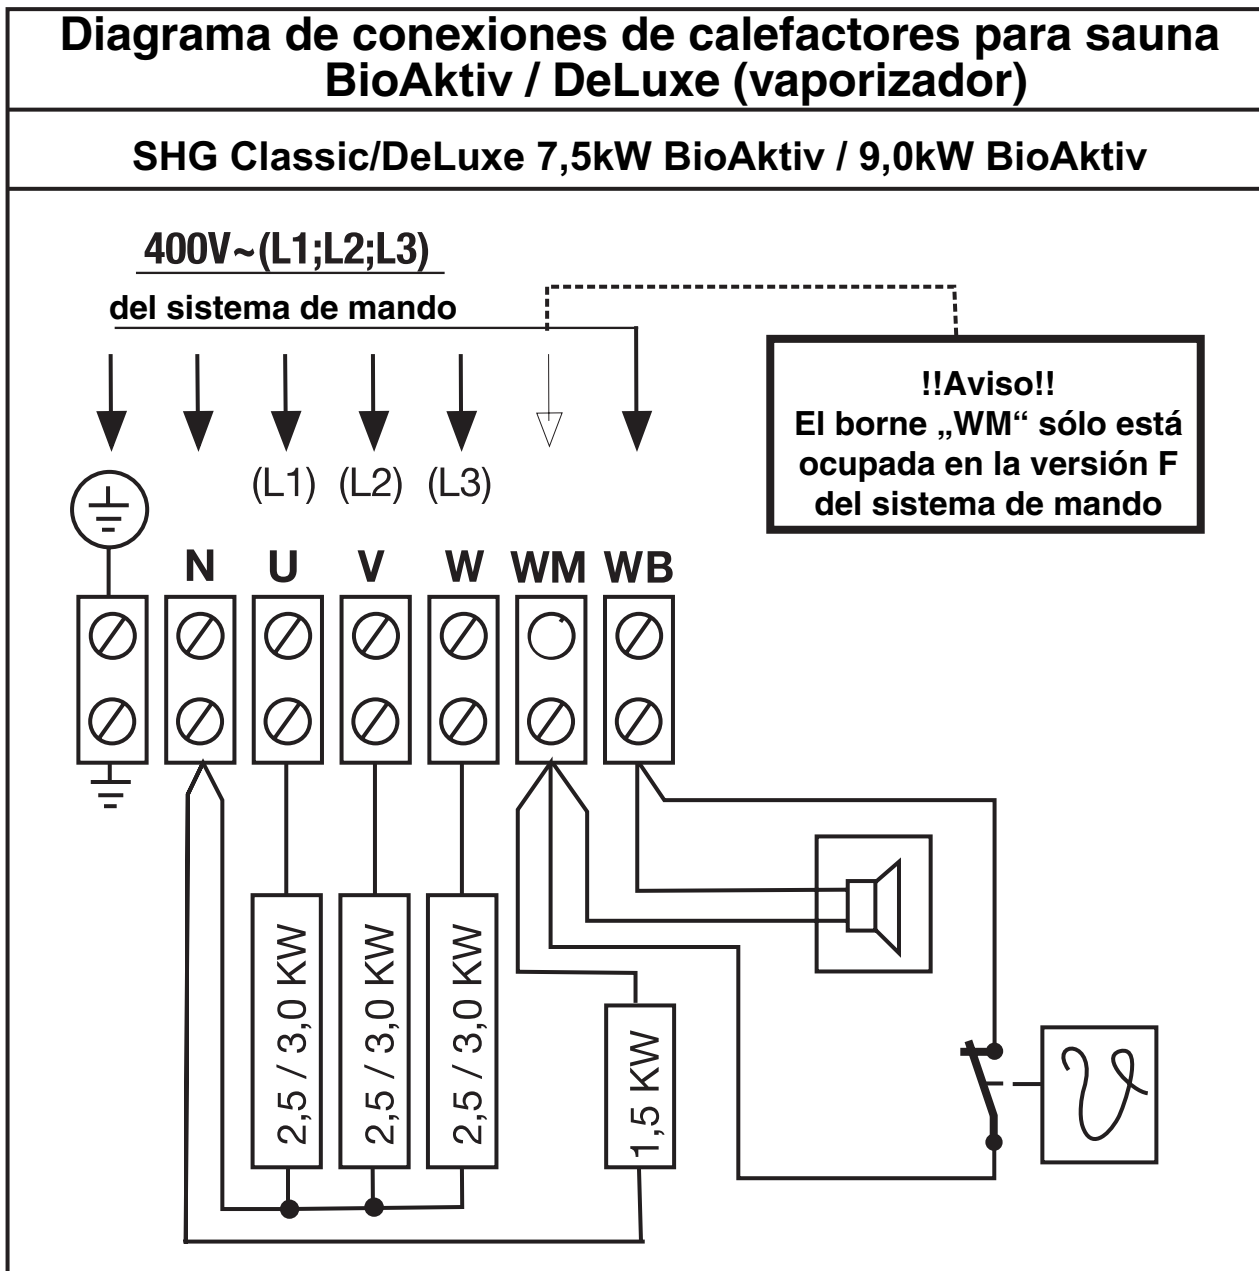 Diagrama de conexiones de calefactores para sauna
BioAktiv / DeLuxe (vaporizador)
SHG Classic/DeLuxe 7,5kW BioAktiv / 9,0kW BioAktiv
400V~(L1;L2;L3)
del sistema de mando
!!Aviso!!
El borne „WM“ sólo está
ocupada en la versión F
del sistema de mando
(L1) (L2) (L3)
N U V W WM WB
2,5 / 3,0 KW
2,5 / 3,0 KW
2,5 / 3,0 KW
1,5 KW
ϑ